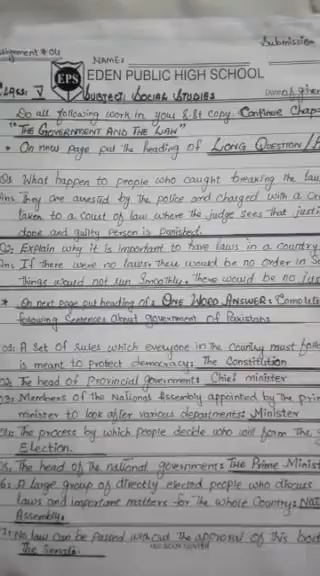 Assignment # 04
Submission
NAME:
EPS
EDEN PUBLIC HIGH SCHOOL
CLASS: V SUBJECT: SOCIAL STUDIES
Do all following work in your S.St copy. Continue Chap
"THE GOVERNMENT AND THE LAW"
* On new page put the heading of LONG QUESTION/
Q1 What happen to people who caught breaking the law
Ans They are arrested by the police and charged with a cr
taken to a court of law where the judge sees that justi
done and guilty person is panished.
Q2: Explain why it is important to have laws in a country.
Ans If there were no laws. There would be no order in So
Things would not run smoothly. There would be no jus
* On next page put heading of: ONE WORD ANSWER: Complete
following Sentences about government of Pakistan:
Q1: A set of rules which everyone in the country must foll
is meant to protect democracy: The Constitution
Q2: The head of Provincial government: Chief minister
03: Members of the National Assembly appointed by the prim
minister to look after various departments: Minister
The process by which people decide who will form the
Election.
The head of the national government: The Prime Minist
6: A large group of directly elected people who discuss
laws and important matters for the whole Country: Nat
Assembly.
7: No law can be passed without the approval of this bod
The Senate.